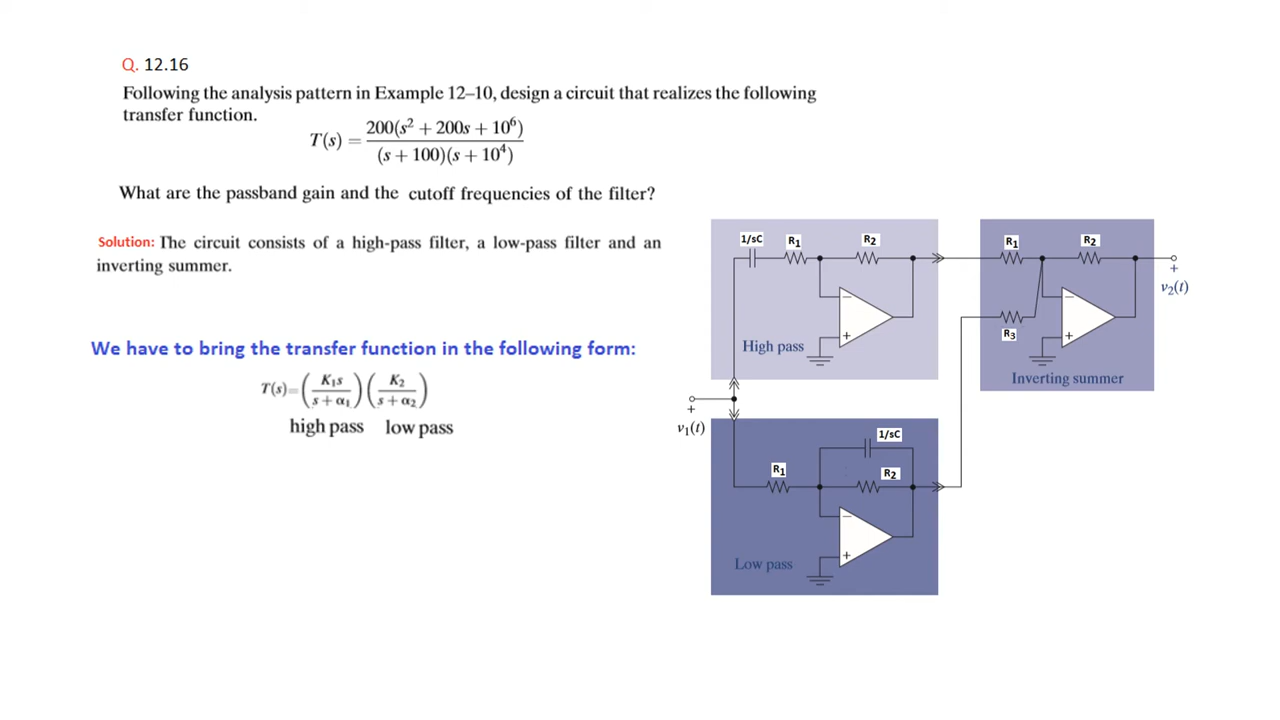 Q. 12.16
Following the analysis pattern in Example 12–10, design a circuit that realizes the following
transfer function.
T(s) = 200(s² + 200s + 10⁶) / (s + 100)(s + 10⁴)
What are the passband gain and the cutoff frequencies of the filter?
Solution: The circuit consists of a high-pass filter, a low-pass filter and an
inverting summer.
We have to bring the transfer function in the following form:
T(s)= (K₁s / s + α₁) (K₂ / s + α₂)
high pass low pass
1/sC R₁ R₂
− +
High pass
v₁(t)
+
1/sC
R₁ R₂
− +
Low pass
R₁ R₂
R₃
− +
Inverting summer
+
v₂(t)